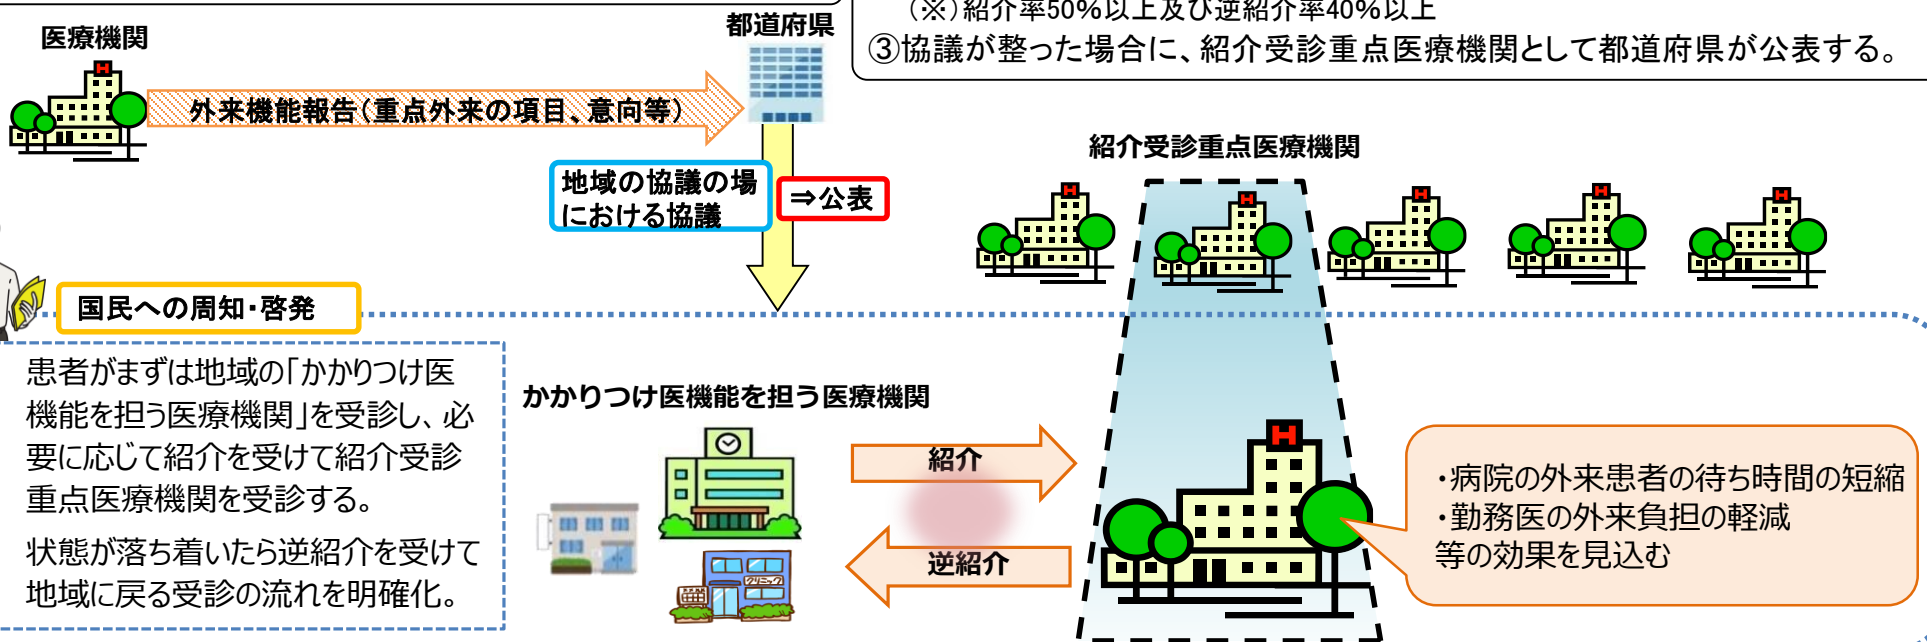 (※)紹介率50%以上及び逆紹介率40%以上
③協議が整った場合に、紹介受診重点医療機関として都道府県が公表する。
医療機関
都道府県
外来機能報告(重点外来の項目、意向等)
地域の協議の場
における協議
⇒公表
紹介受診重点医療機関
国民への周知・啓発
患者がまずは地域の「かかりつけ医
機能を担う医療機関」を受診し、必
要に応じて紹介を受けて紹介受診
重点医療機関を受診する。
状態が落ち着いたら逆紹介を受けて
地域に戻る受診の流れを明確化。
かかりつけ医機能を担う医療機関
クリニック
紹介
逆紹介
・病院の外来患者の待ち時間の短縮
・勤務医の外来負担の軽減
等の効果を見込む
H
H
H
H
H
H
H